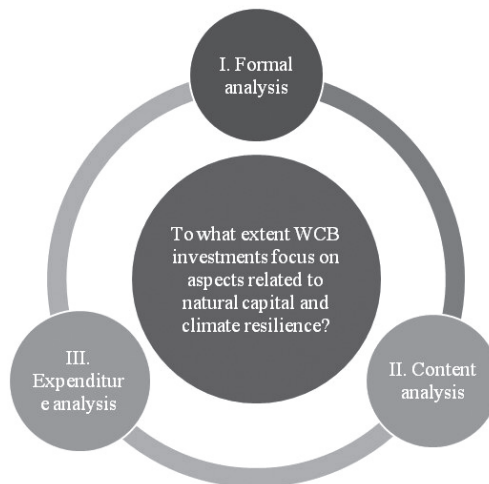 I. Formal
analysis
To what extent WCB
investments focus on
aspects related to
natural capital and
climate resilience?
III.
Expenditur
e analysis
II. Content
analysis